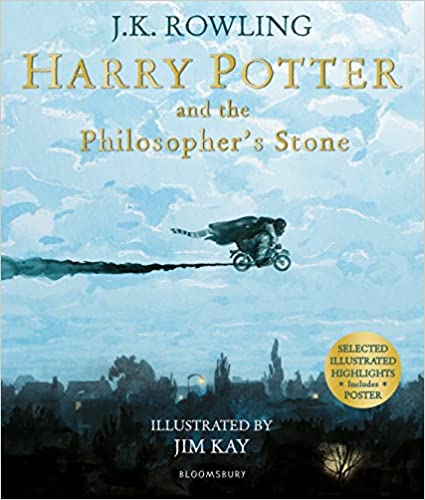 J.K. ROWLING
HARRY POTTER
and the
Philosopher's Stone
SELECTED
ILLUSTRATED
HIGHLIGHTS
• Includes •
POSTER
ILLUSTRATED BY
JIM KAY
BLOOMSBURY